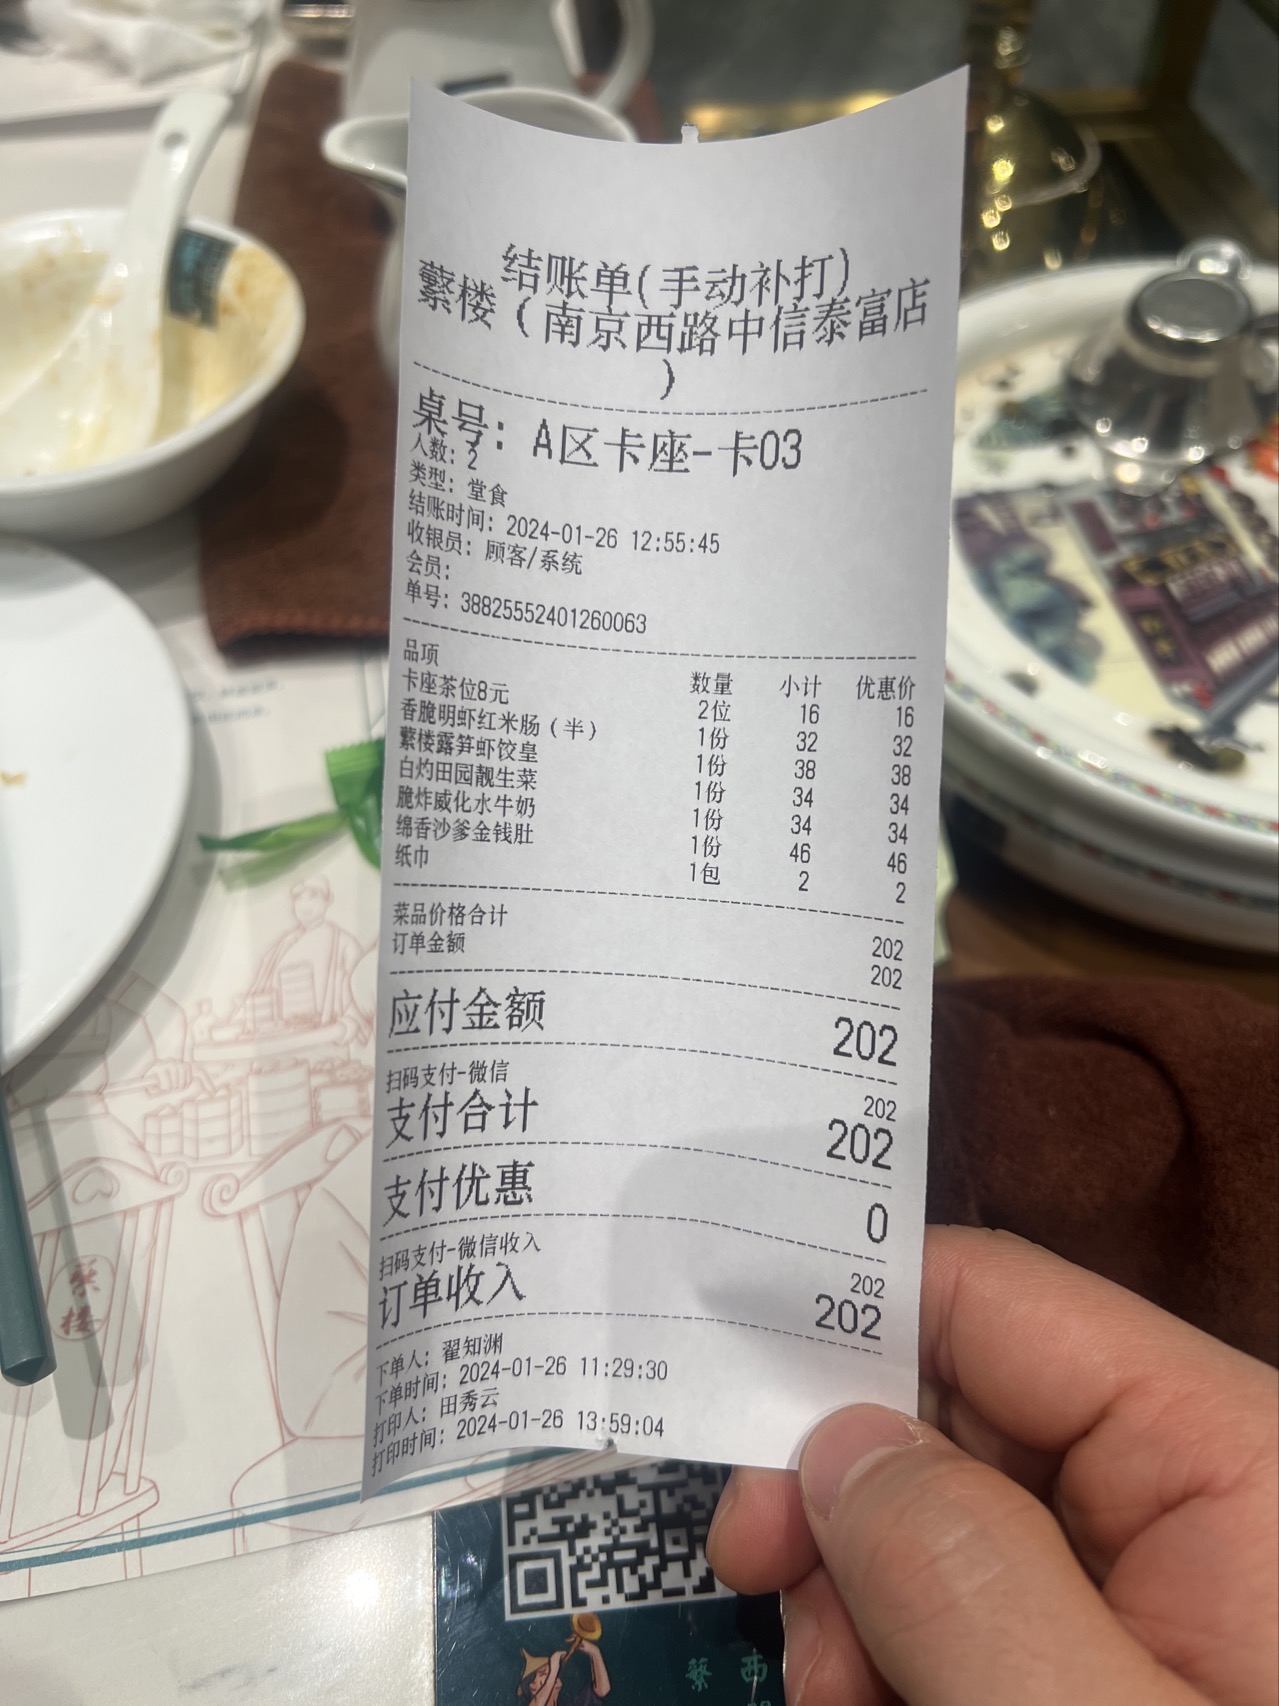 结账单(手动补打)
蘩楼（南京西路中信泰富店
）
桌号：A区卡座-卡03
人数：2
类型：堂食
结账时间：2024-01-26 12:55:45
收银员：顾客/系统
会员：
单号：38825552401260063
品项 数量 小计 优惠价
卡座茶位8元 2位 16 16
香脆明虾红米肠（半） 1份 32 32
蘩楼露笋虾饺皇 1份 38 38
白灼田园靓生菜 1份 34 34
脆炸威化水牛奶 1份 34 34
绵香沙爹金钱肚 1份 46 46
纸巾 1包 2 2
菜品价格合计 202
订单金额 202
应付金额 202
扫码支付-微信 202
支付合计 202
支付优惠 0
扫码支付-微信收入 202
订单收入 202
下单人：翟知渊
下单时间：2024-01-26 11:29:30
打印人：田秀云
打印时间：2024-01-26 13:59:04